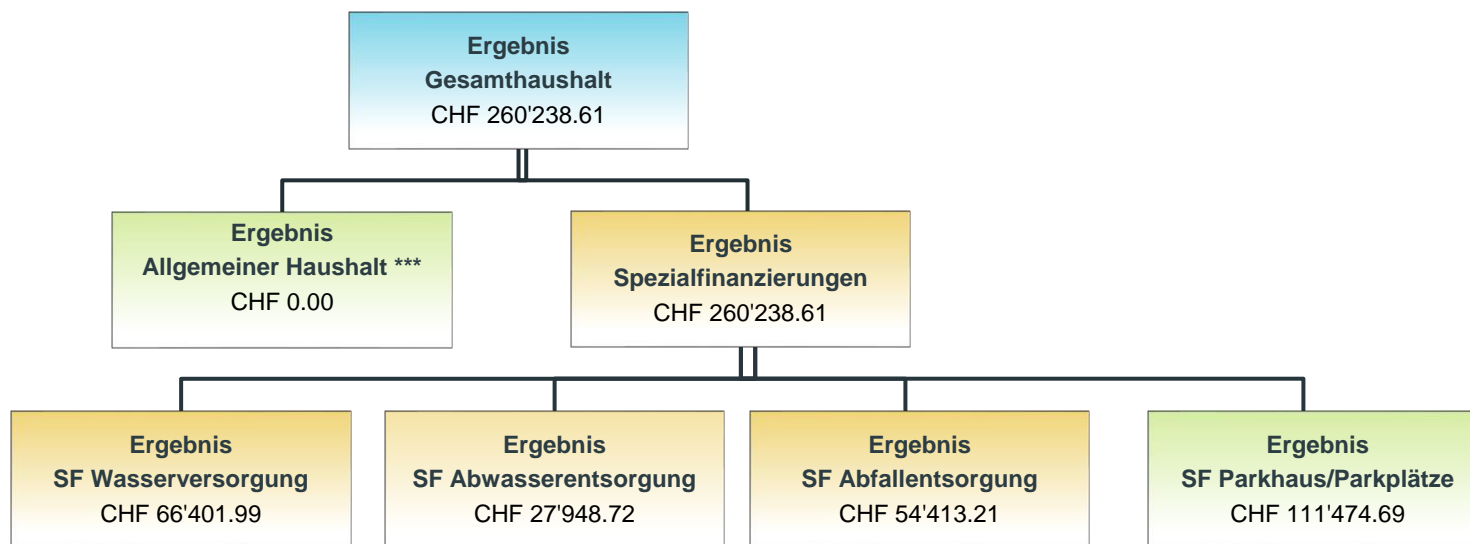 Ergebnis
Gesamthaushalt
CHF 260'238.61
Ergebnis
Allgemeiner Haushalt ***
CHF 0.00
Ergebnis
Spezialfinanzierungen
CHF 260'238.61
Ergebnis
SF Wasserversorgung
CHF 66'401.99
Ergebnis
SF Abwasserentsorgung
CHF 27'948.72
Ergebnis
SF Abfallentsorgung
CHF 54'413.21
Ergebnis
SF Parkhaus/Parkplätze
CHF 111'474.69